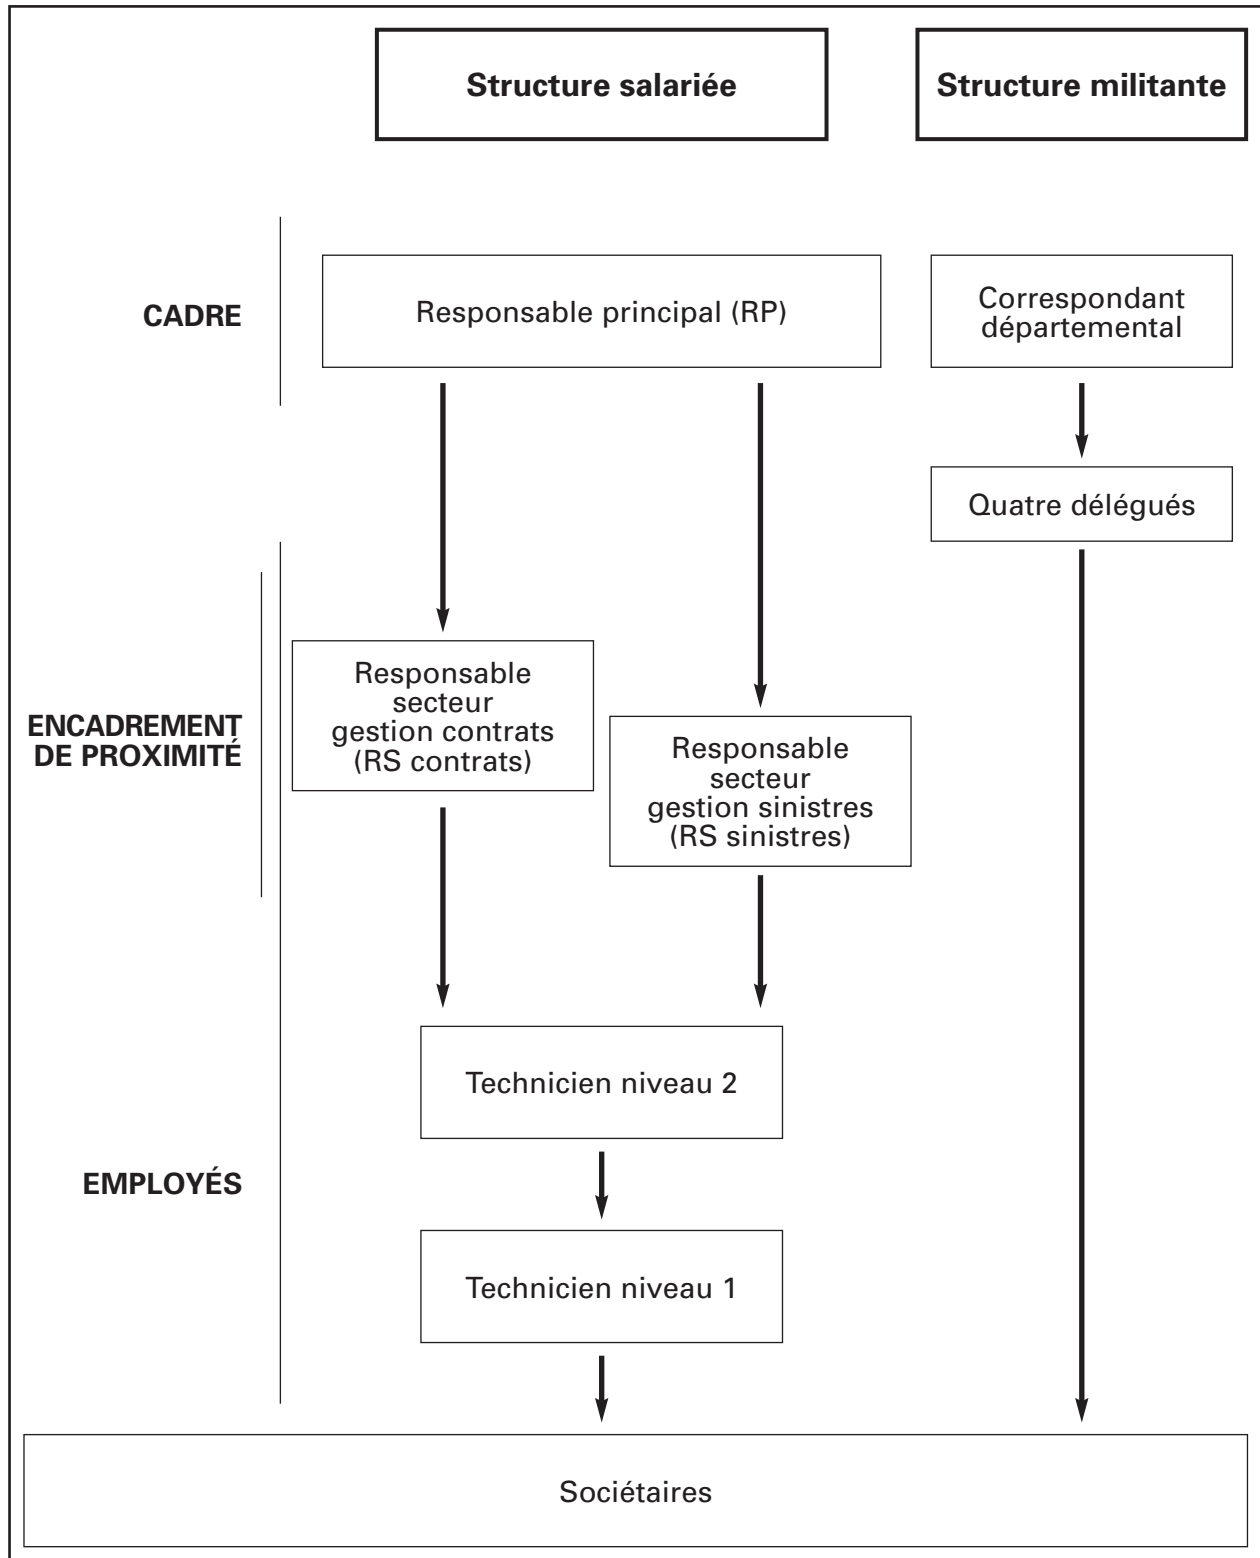 Structure salariée
Structure militante
CADRE
Responsable principal (RP)
Correspondant
départemental
Quatre délégués
ENCADREMENT
DE PROXIMITÉ
Responsable
secteur
gestion contrats
(RS contrats)
Responsable
secteur
gestion sinistres
(RS sinistres)
Technicien niveau 2
EMPLOYÉS
Technicien niveau 1
Sociétaires